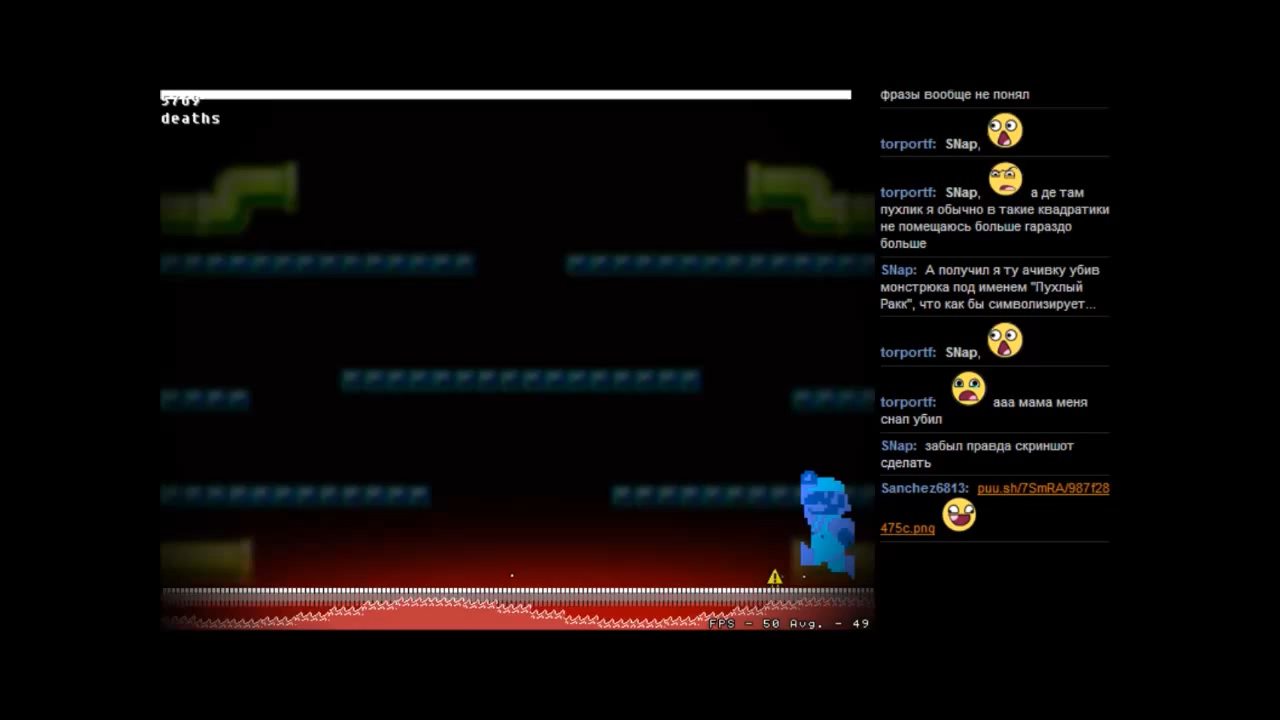 5769
deaths
фразы вообще не понял
torportf: SNap,
torportf: SNap, а де там
пухлик я обычно в такие квадратики
не помещаюсь больше гараздо
больше
SNap: А получил я ту ачивку убив
монстрюка под именем "Пухлый
Ракк", что как бы символизирует...
torportf: SNap,
torportf: ааа мама меня
снап убил
SNap: забыл правда скриншот
сделать
Sanchez6813: puu.sh/7SmRA/987f28
475c.png
FPS - 50 Avg. - 49